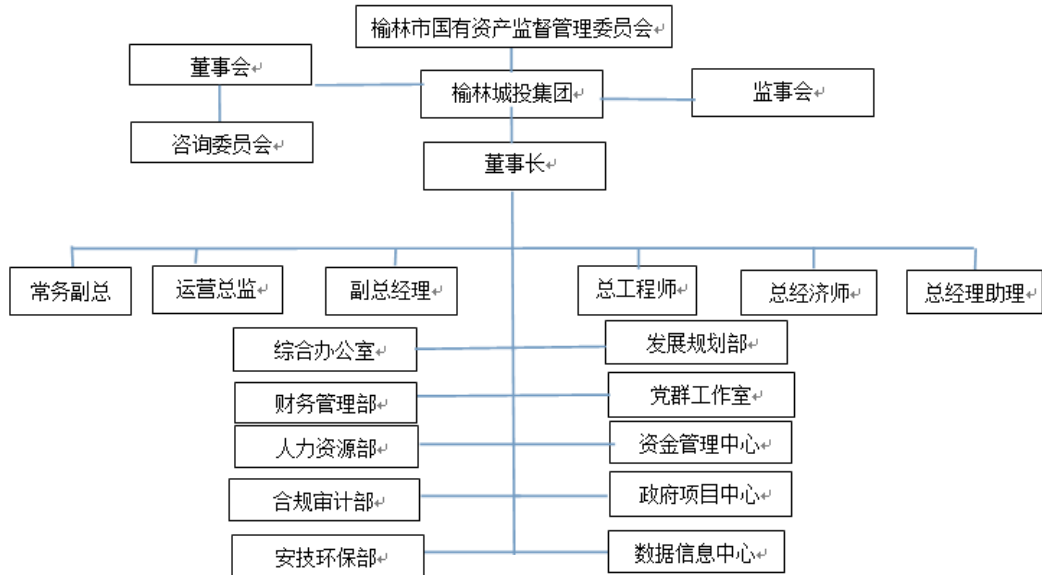 榆林市国有资产监督管理委员会
董事会
榆林城投集团
监事会
咨询委员会
董事长
常务副总
运营总监
副总经理
总工程师
总经济师
总经理助理
综合办公室
发展规划部
财务管理部
党群工作室
人力资源部
资金管理中心
合规审计部
政府项目中心
安技环保部
数据信息中心